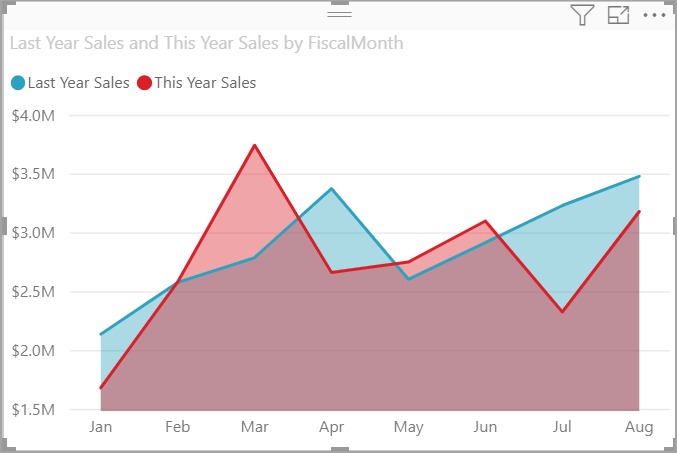 Last Year Sales and This Year Sales by FiscalMonth
Last Year Sales This Year Sales
$4.0M
$3.5M
$3.0M
$2.5M
$2.0M
$1.5M
Jan Feb Mar Apr May Jun Jul Aug